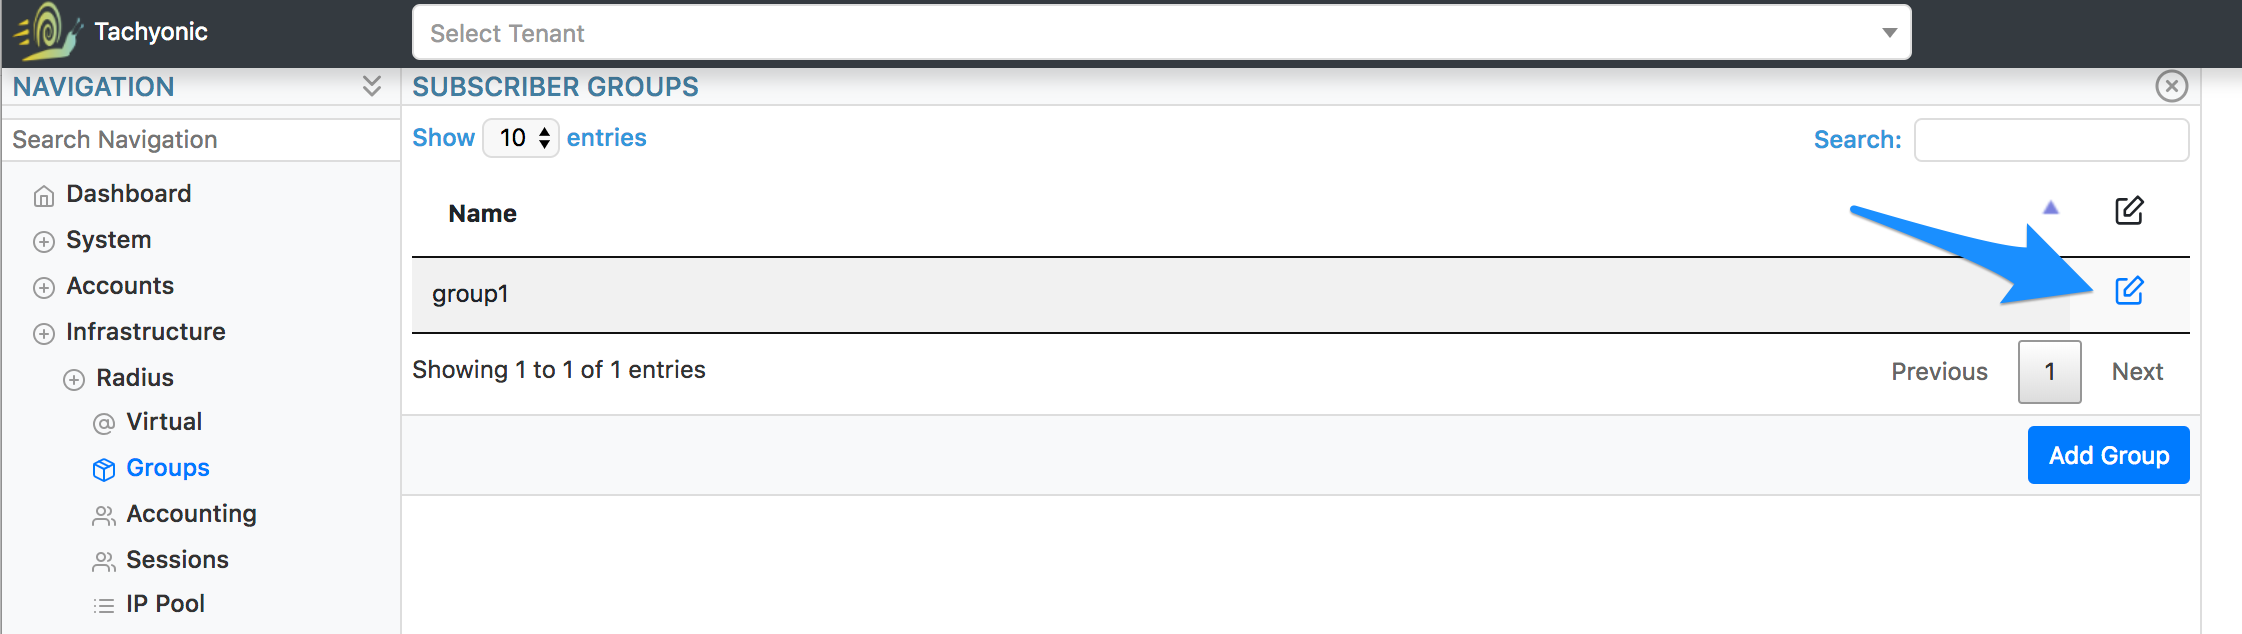 Tachyonic
Select Tenant
NAVIGATION
SUBSCRIBER GROUPS
Search Navigation
Show 10 entries
Search:
Dashboard
System
Accounts
Infrastructure
Radius
Virtual
Groups
Accounting
Sessions
IP Pool
Name
group1
Showing 1 to 1 of 1 entries
Previous 1 Next
Add Group